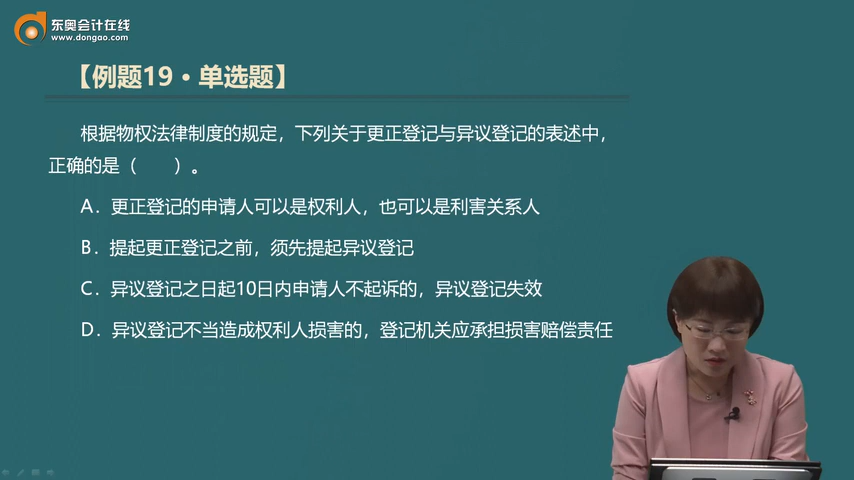 东奥会计在线
www.dongao.com
【例题19·单选题】
根据物权法律制度的规定，下列关于更正登记与异议登记的表述中，
正确的是（　　）。
A．更正登记的申请人可以是权利人，也可以是利害关系人
B．提起更正登记之前，须先提起异议登记
C．异议登记之日起10日内申请人不起诉的，异议登记失效
D．异议登记不当造成权利人损害的，登记机关应承担损害赔偿责任